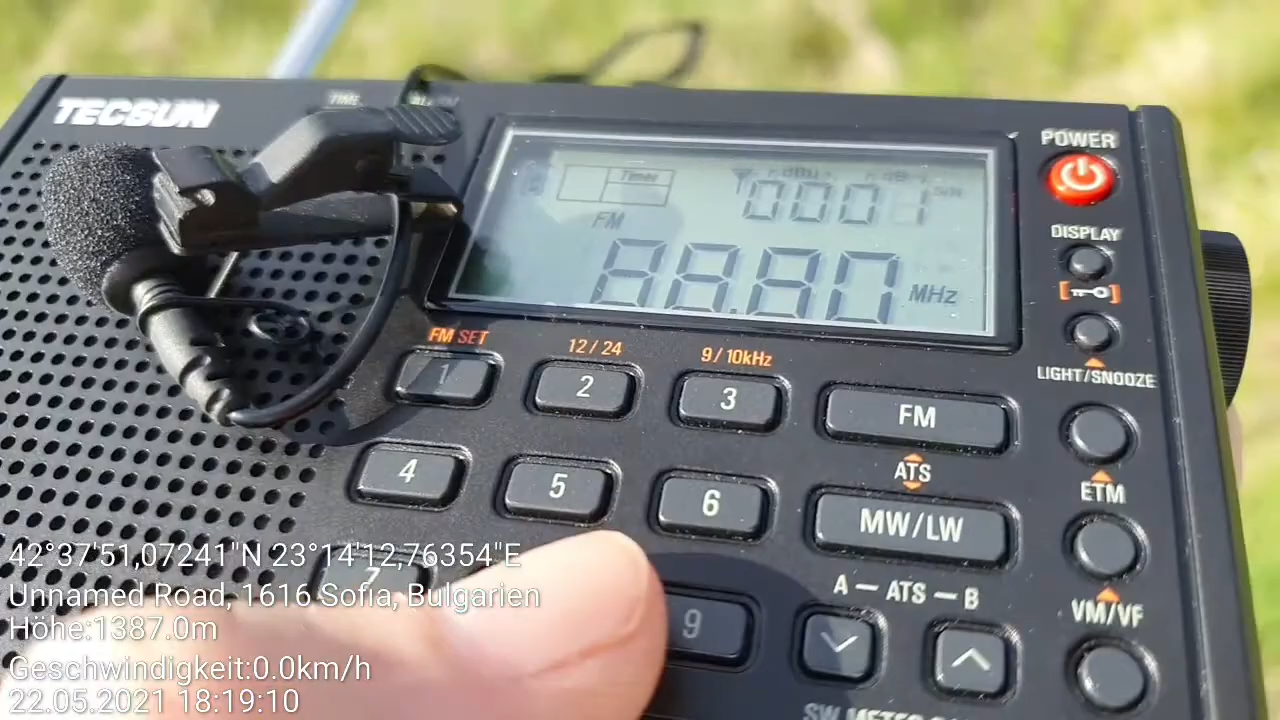 TECSUN
TIME
POWER
Timer
0001
FM
88.80 MHz
DISPLAY
LIGHT/SNOOZE
FM SET
12/24
9/10kHz
1
2
3
FM
4
5
6
ATS
ETM
MW/LW
7
9
A — ATS — B
VM/VF
42°37'51,07241"N 23°14'12,76354"E
Unnamed Road, 1616 Sofia, Bulgarien
Höhe:1387.0m
Geschwindigkeit:0.0km/h
22.05.2021 18:19:10